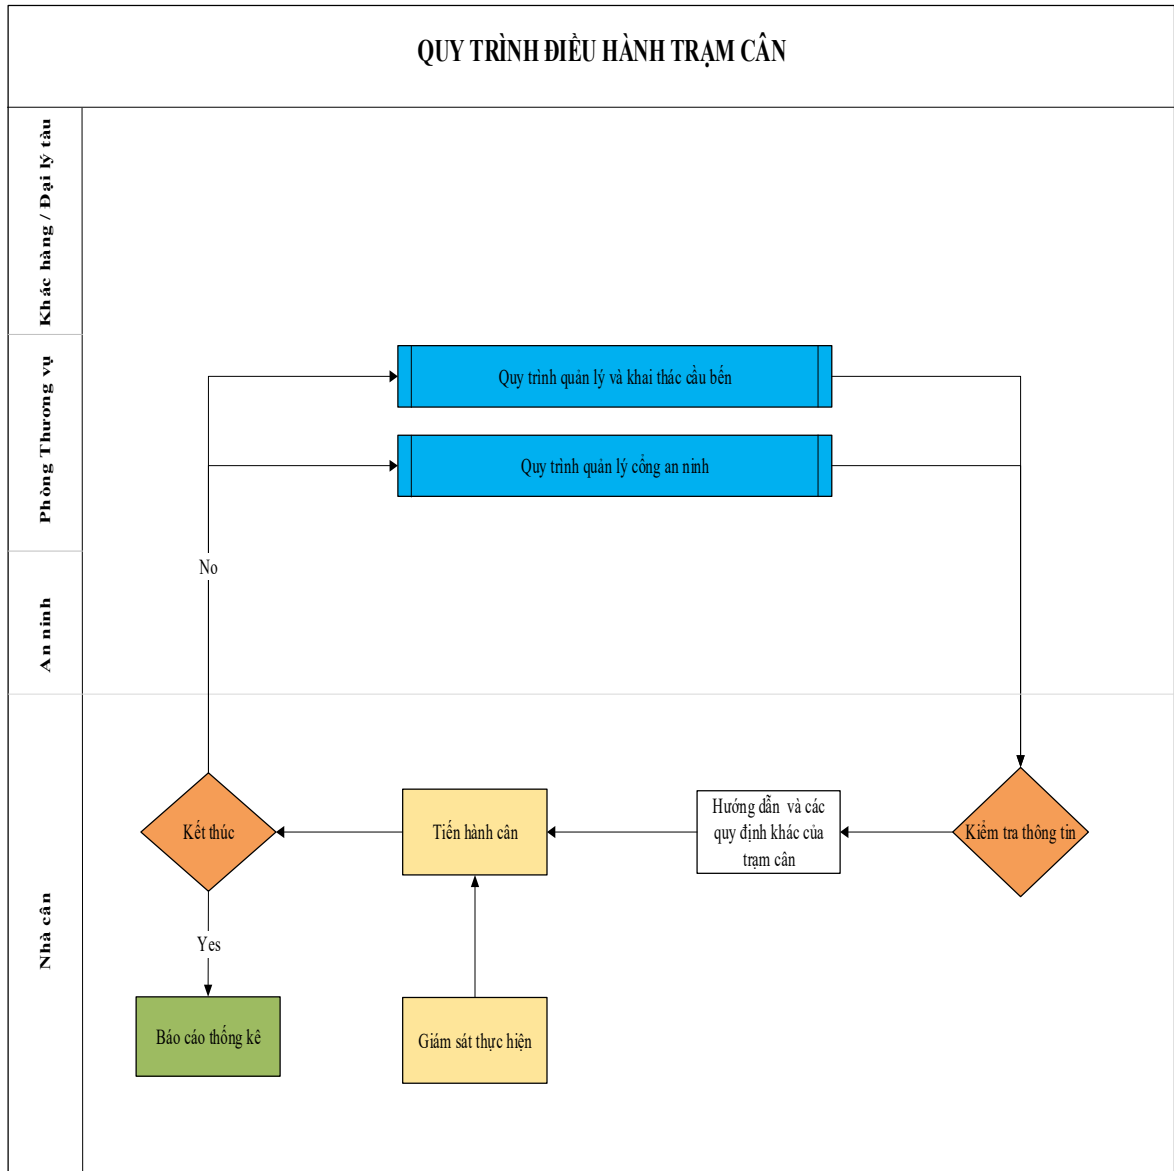 QUY TRÌNH ĐIỀU HÀNH TRẠM CÂN
Khác hàng / Đại lý tàu
Phòng Thương vụ
Quy trình quản lý và khai thác cầu bến
Quy trình quản lý cổng an ninh
An ninh
No
Nhà cân
Kết thúc
Tiến hành cân
Hướng dẫn và các
quy định khác của
trạm cân
Kiểm tra thông tin
Yes
Báo cáo thống kê
Giám sát thực hiện